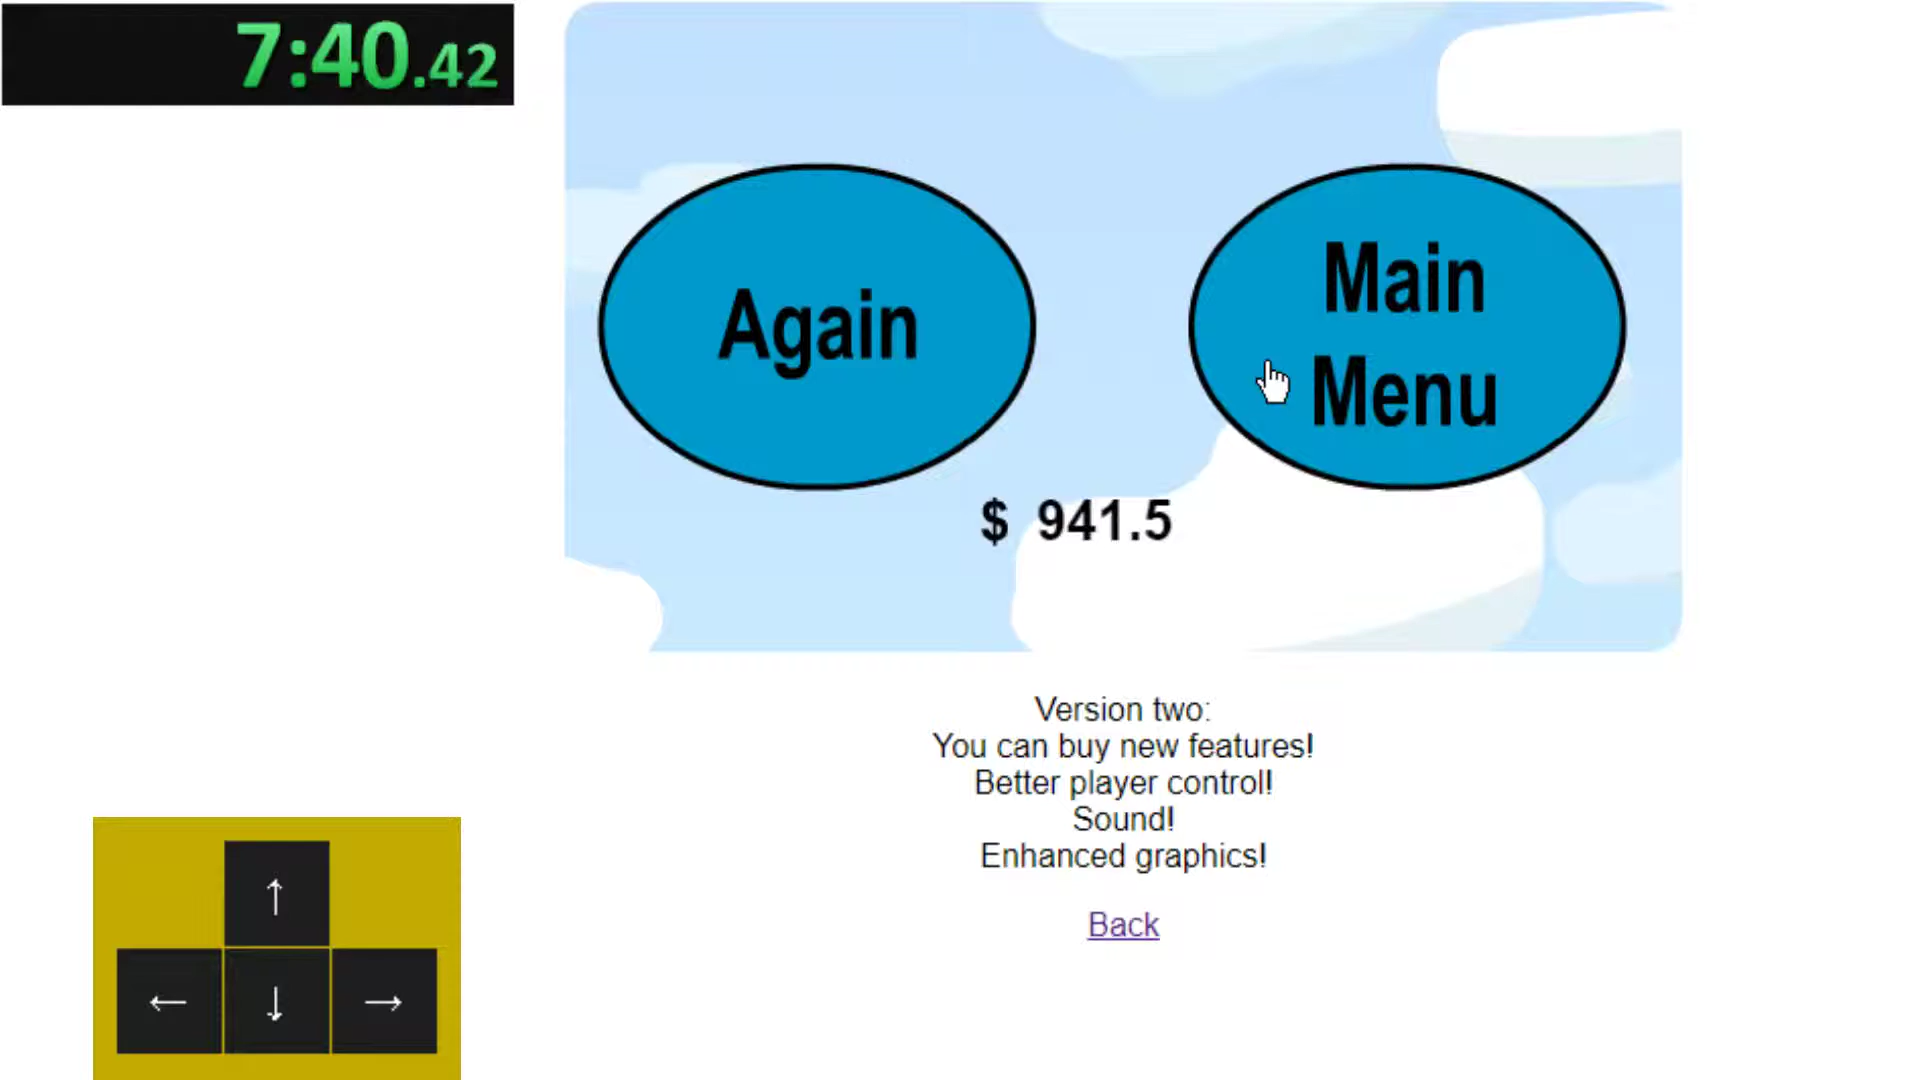 7:40.42
Again
Main
Menu
$ 941.5
Version two:
You can buy new features!
Better player control!
Sound!
Enhanced graphics!
Back
↑
← ↓ →